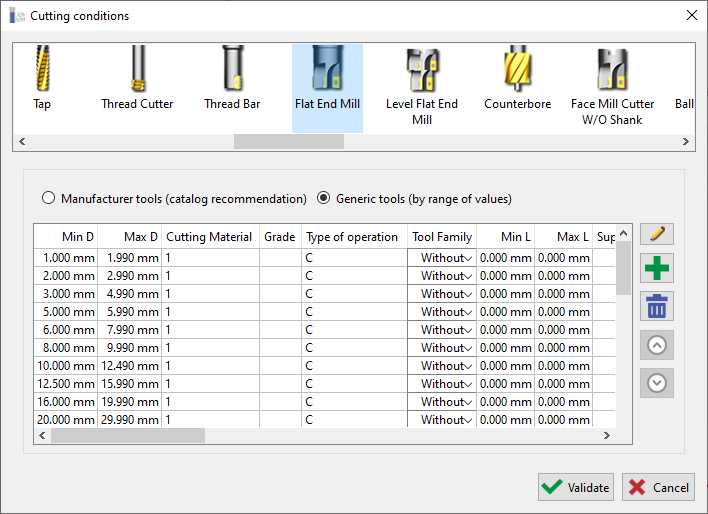 Cutting conditions
Tap
Thread Cutter
Thread Bar
Flat End Mill
Level Flat End
Mill
Counterbore
Face Mill Cutter
W/O Shank
Ball
Manufacturer tools (catalog recommendation) Generic tools (by range of values)
Min D Max D Cutting Material Grade Type of operation Tool Family Min L Max L Sup
1.000 mm 1.990 mm 1 C Without 0.000 mm 0.000 mm
2.000 mm 2.990 mm 1 C Without 0.000 mm 0.000 mm
3.000 mm 4.990 mm 1 C Without 0.000 mm 0.000 mm
5.000 mm 5.990 mm 1 C Without 0.000 mm 0.000 mm
6.000 mm 7.990 mm 1 C Without 0.000 mm 0.000 mm
8.000 mm 9.990 mm 1 C Without 0.000 mm 0.000 mm
10.000 mm 12.490 mm 1 C Without 0.000 mm 0.000 mm
12.500 mm 15.990 mm 1 C Without 0.000 mm 0.000 mm
16.000 mm 19.990 mm 1 C Without 0.000 mm 0.000 mm
20.000 mm 29.990 mm 1 C Without 0.000 mm 0.000 mm
Validate Cancel